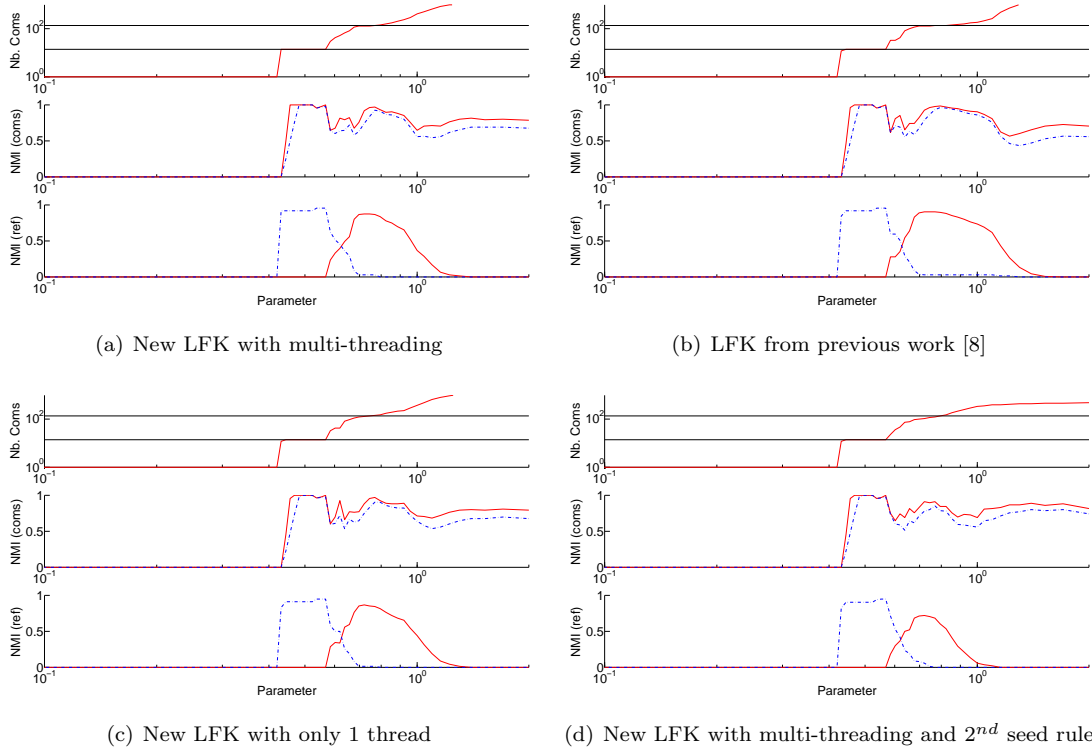 Nb. Coms
10²
10⁰
10⁻¹
10⁰
NMI (coms)
1
0.5
0
10⁻¹
10⁰
NMI (ref)
1
0.5
0
10⁻¹
10⁰
Parameter
(a) New LFK with multi-threading
Nb. Coms
10²
10⁰
10⁻¹
10⁰
NMI (coms)
1
0.5
0
10⁻¹
10⁰
NMI (ref)
1
0.5
0
10⁻¹
10⁰
Parameter
(b) LFK from previous work [8]
Nb. Coms
10²
10⁰
10⁻¹
10⁰
NMI (coms)
1
0.5
0
10⁻¹
10⁰
NMI (ref)
1
0.5
0
10⁻¹
10⁰
Parameter
(c) New LFK with only 1 thread
Nb. Coms
10²
10⁰
10⁻¹
10⁰
NMI (coms)
1
0.5
0
10⁻¹
10⁰
NMI (ref)
1
0.5
0
10⁻¹
10⁰
Parameter
(d) New LFK with multi-threading and 2ⁿᵈ seed rule